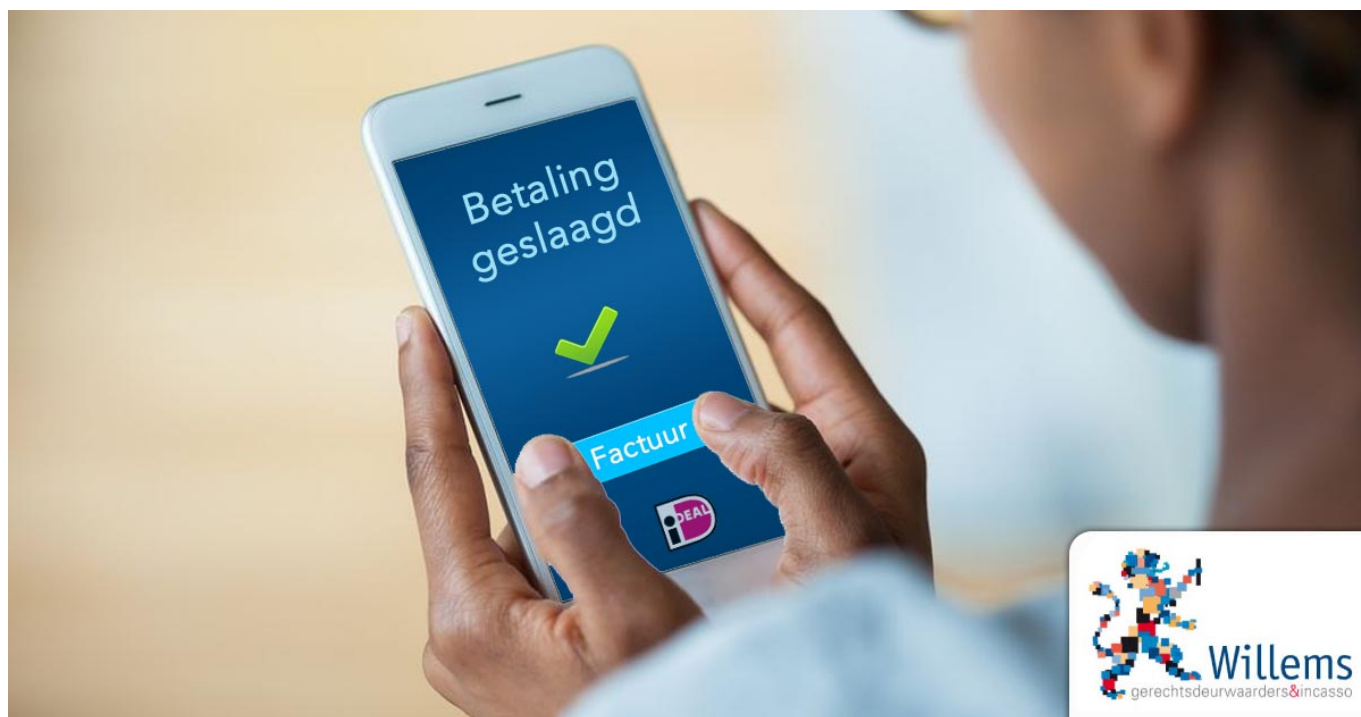 Betaling
geslaagd
Factuur
iDEAL
Willems
gerechtsdeurwaarders&incasso